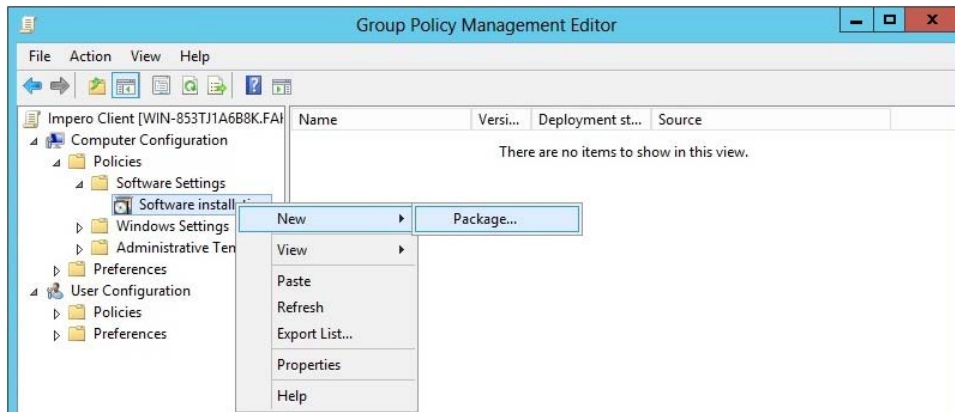 Group Policy Management Editor
File Action View Help
Impero Client [WIN-853TJ1A6B8K.FAH
Name Versi... Deployment st... Source
Computer Configuration
There are no items to show in this view.
Policies
Software Settings
Software install
New Package...
Windows Settings
Administrative Ten
View
Preferences
Paste
User Configuration
Refresh
Policies
Export List...
Preferences
Properties
Help